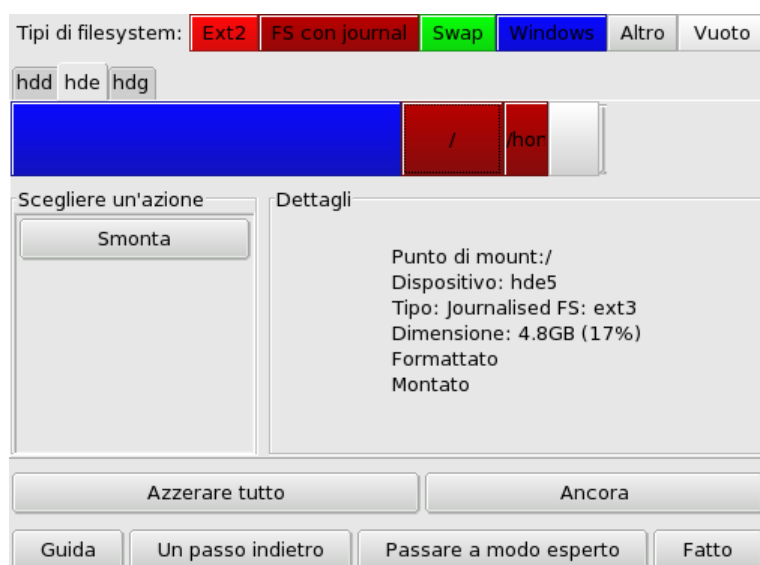 Tipi di filesystem: Ext2 FS con journal Swap Windows Altro Vuoto
hdd hde hdg
/ /hor
Scegliere un'azione
Smonta
Dettagli
Punto di mount:/
Dispositivo: hde5
Tipo: Journalised FS: ext3
Dimensione: 4.8GB (17%)
Formattato
Montato
Azzerare tutto Ancora
Guida Un passo indietro Passare a modo esperto Fatto